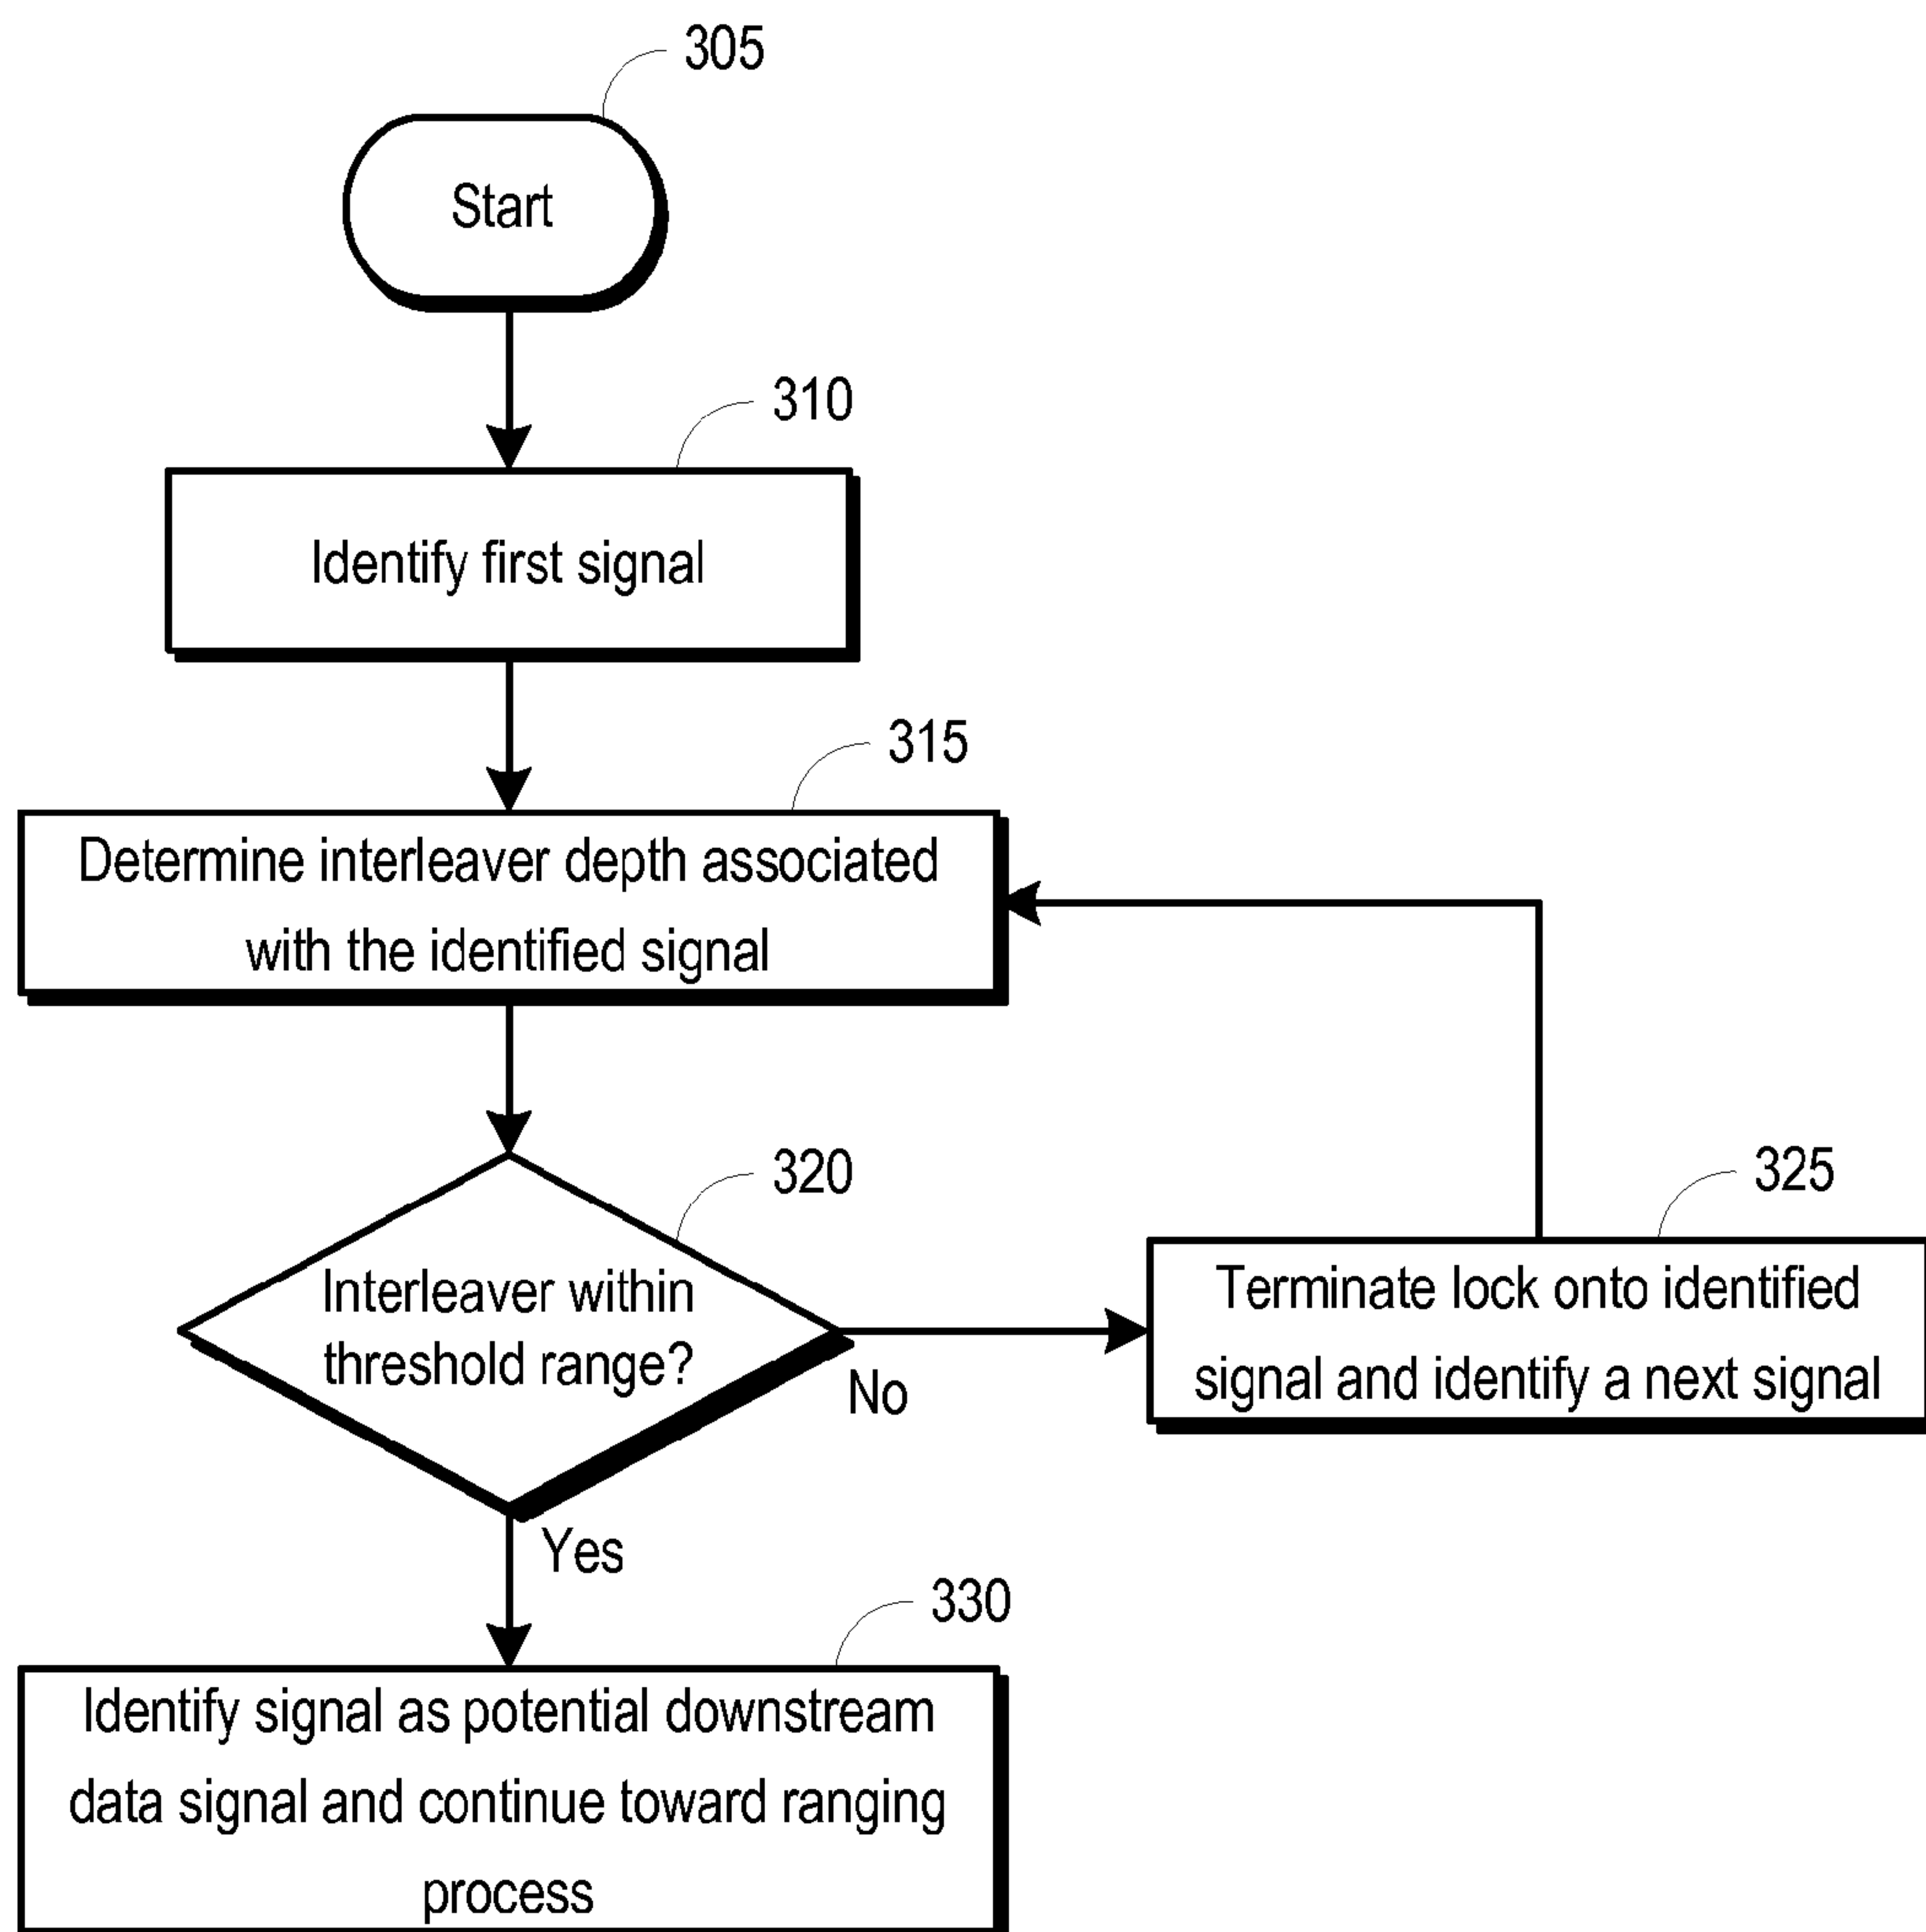 305
Start
310
Identify first signal
315
Determine interleaver depth associated
with the identified signal
320
Interleaver within
threshold range?
No
325
Terminate lock onto identified
signal and identify a next signal
Yes
330
Identify signal as potential downstream
data signal and continue toward ranging
process